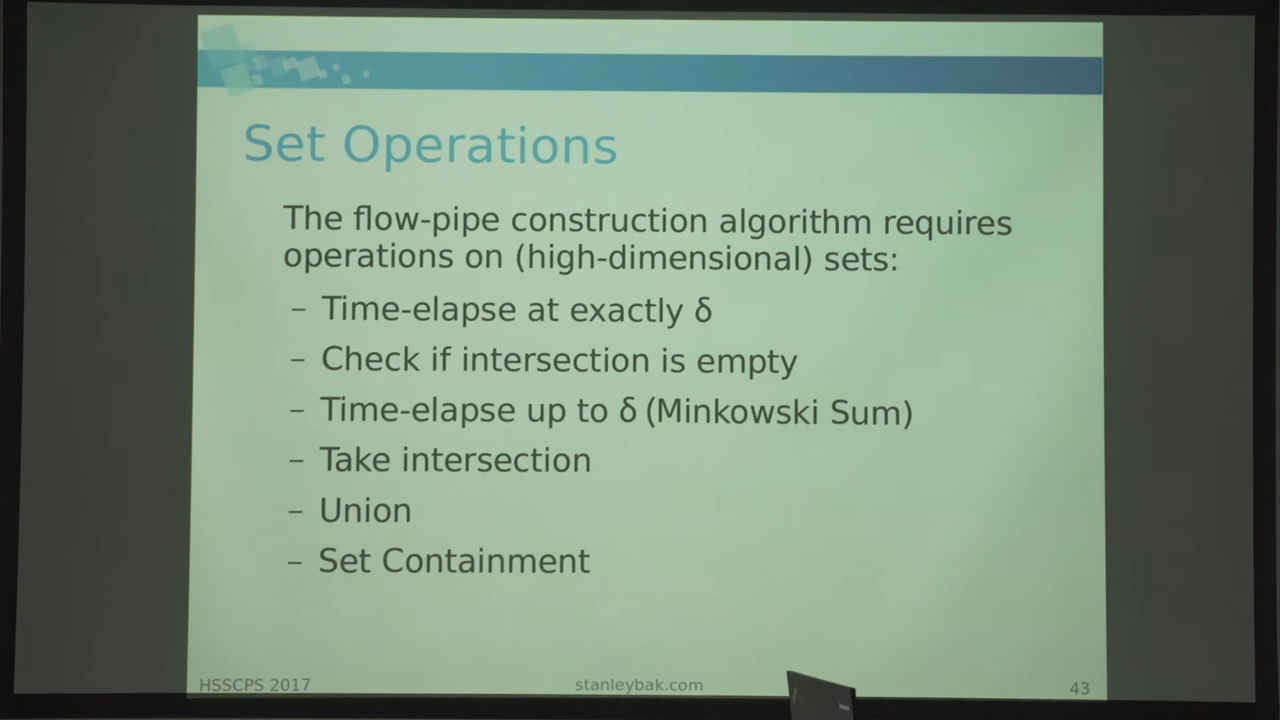 Set Operations
The flow-pipe construction algorithm requires
operations on (high-dimensional) sets:
– Time-elapse at exactly δ
– Check if intersection is empty
– Time-elapse up to δ (Minkowski Sum)
– Take intersection
– Union
– Set Containment
HSSCPS 2017
stanleybak.com
43